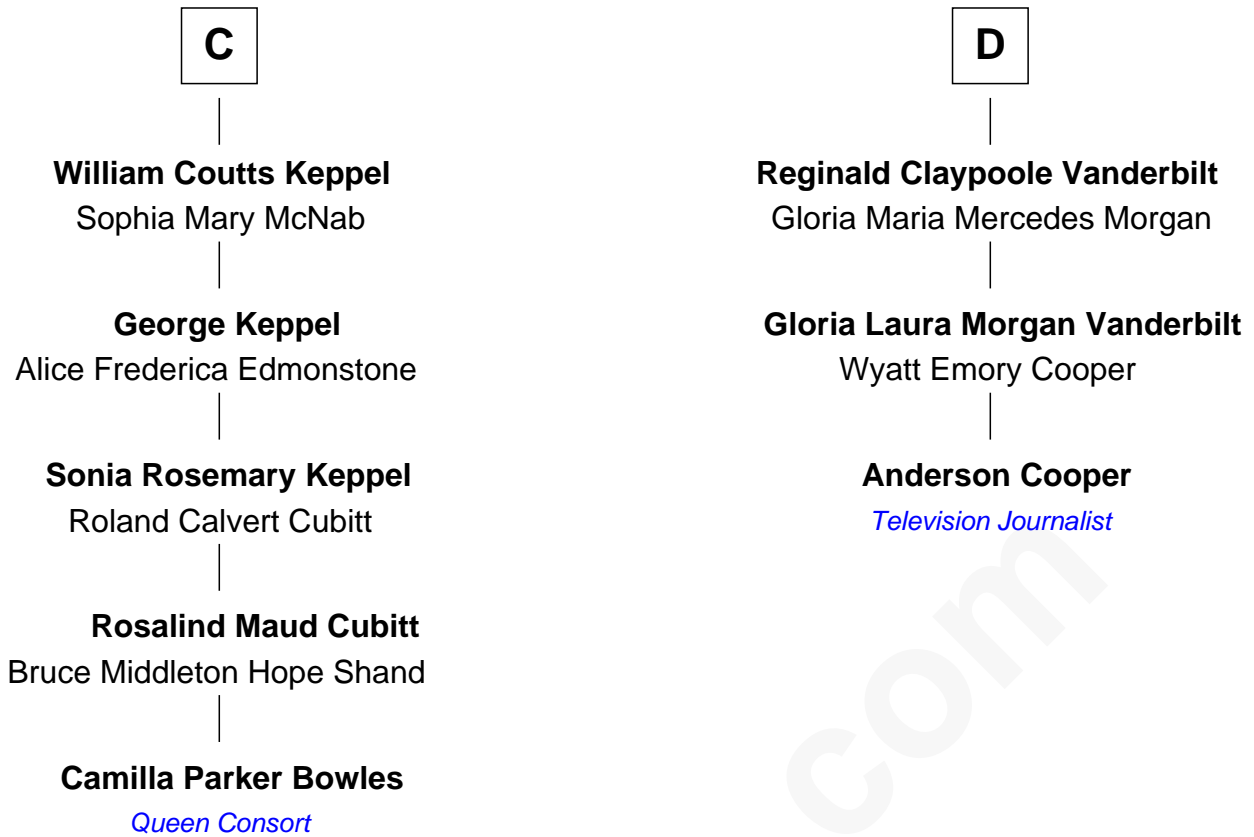 C
William Coutts Keppel
Sophia Mary McNab
George Keppel
Alice Frederica Edmonstone
Sonia Rosemary Keppel
Roland Calvert Cubitt
Rosalind Maud Cubitt
Bruce Middleton Hope Shand
Camilla Parker Bowles
Queen Consort
D
Reginald Claypoole Vanderbilt
Gloria Maria Mercedes Morgan
Gloria Laura Morgan Vanderbilt
Wyatt Emory Cooper
Anderson Cooper
Television Journalist
com